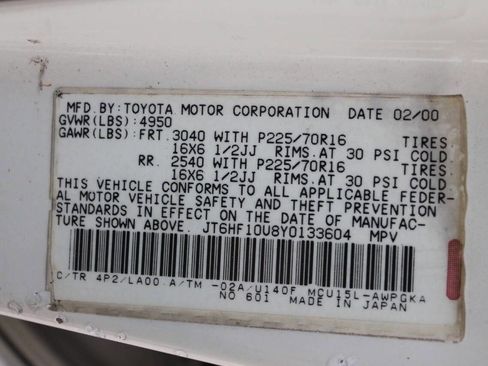 MFD.BY:TOYOTA MOTOR CORPORATION DATE 02/00
GVWR(LBS):4950
GAWR(LBS):FRT.3040 WITH P225/70R16 TIRES
16X6 1/2JJ RIMS.AT 30 PSI COLD.
RR. 2540 WITH P225/70R16 TIRES
16X6 1/2JJ RIMS.AT 30 PSI COLD.
THIS VEHICLE CONFORMS TO ALL APPLICABLE FEDER-
AL MOTOR VEHICLE SAFETY AND THEFT PREVENTION
STANDARDS IN EFFECT ON THE DATE OF MANUFAC-
TURE SHOWN ABOVE. JT6HF10U8Y0133604 MPV
C/TR 4P2/LA00 A/TM -02A/U140F MCU15L-AWPGKA
NO 601 MADE IN JAPAN